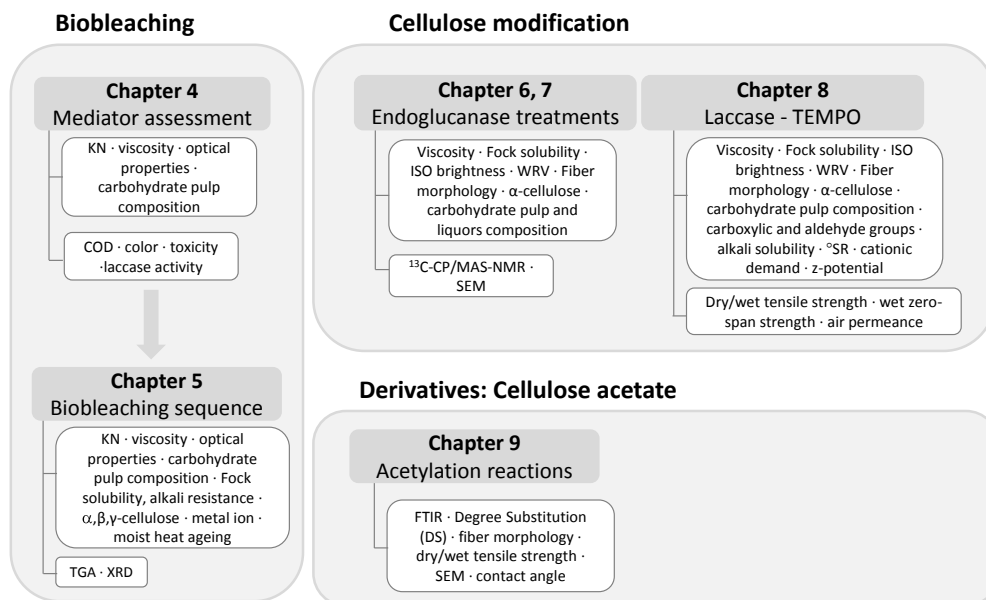 Biobleaching
Chapter 4
Mediator assessment
KN · viscosity · optical
properties ·
carbohydrate pulp
composition
COD · color · toxicity
·laccase activity
Chapter 5
Biobleaching sequence
KN · viscosity · optical
properties · carbohydrate
pulp composition · Fock
solubility, alkali resistance ·
α,β,γ-cellulose · metal ion ·
moist heat ageing
TGA · XRD
Cellulose modification
Chapter 6, 7
Endoglucanase treatments
Viscosity · Fock solubility ·
ISO brightness · WRV · Fiber
morphology · α-cellulose ·
carbohydrate pulp and
liquors composition
¹³C-CP/MAS-NMR ·
SEM
Chapter 8
Laccase - TEMPO
Viscosity · Fock solubility · ISO
brightness · WRV · Fiber
morphology · α-cellulose ·
carbohydrate pulp composition ·
carboxylic and aldehyde groups ·
alkali solubility · °SR · cationic
demand · z-potential
Dry/wet tensile strength · wet zero-
span strength · air permeance
Derivatives: Cellulose acetate
Chapter 9
Acetylation reactions
FTIR · Degree Substitution
(DS) · fiber morphology ·
dry/wet tensile strength ·
SEM · contact angle